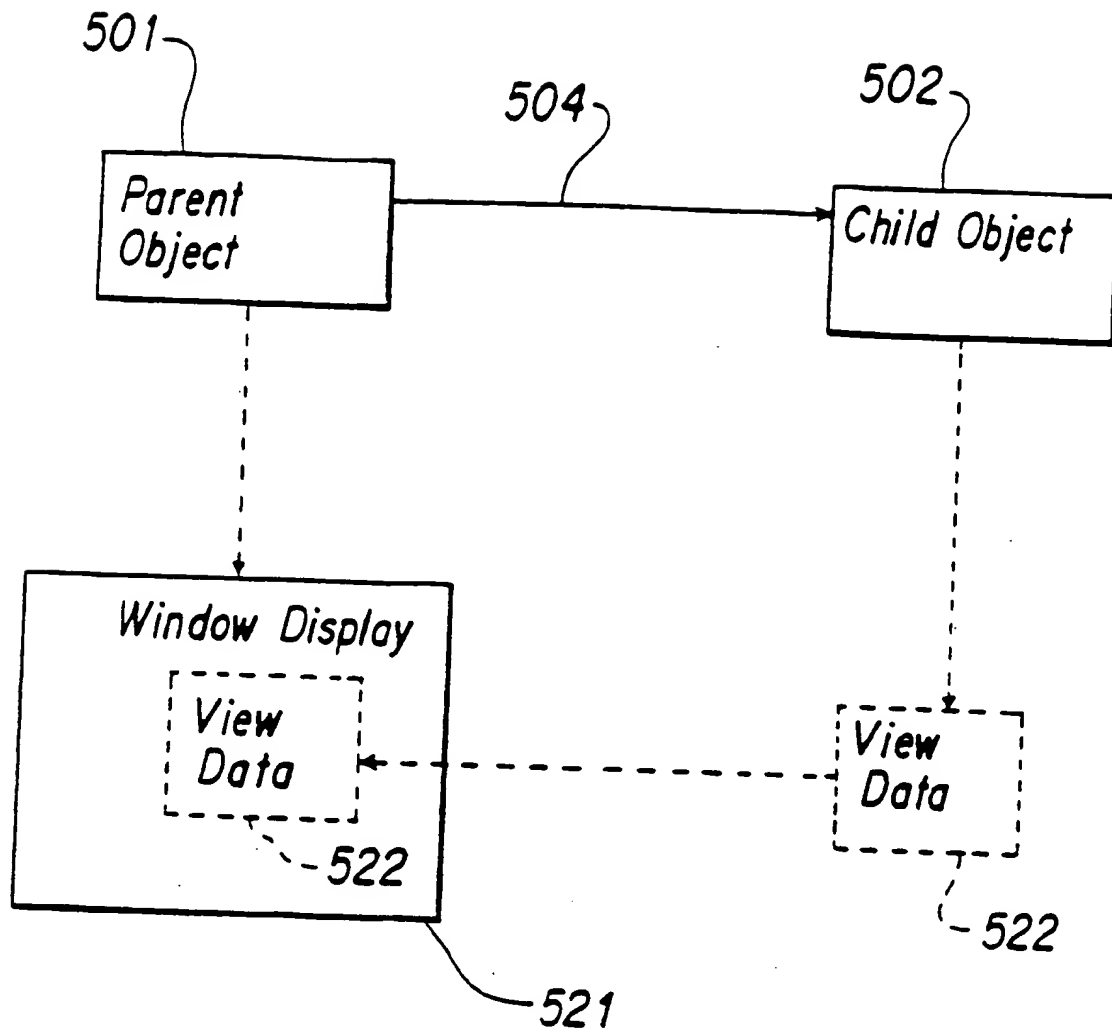 501
504
502
Parent
Object
Child Object
Window Display
View
Data
View
Data
522
522
521